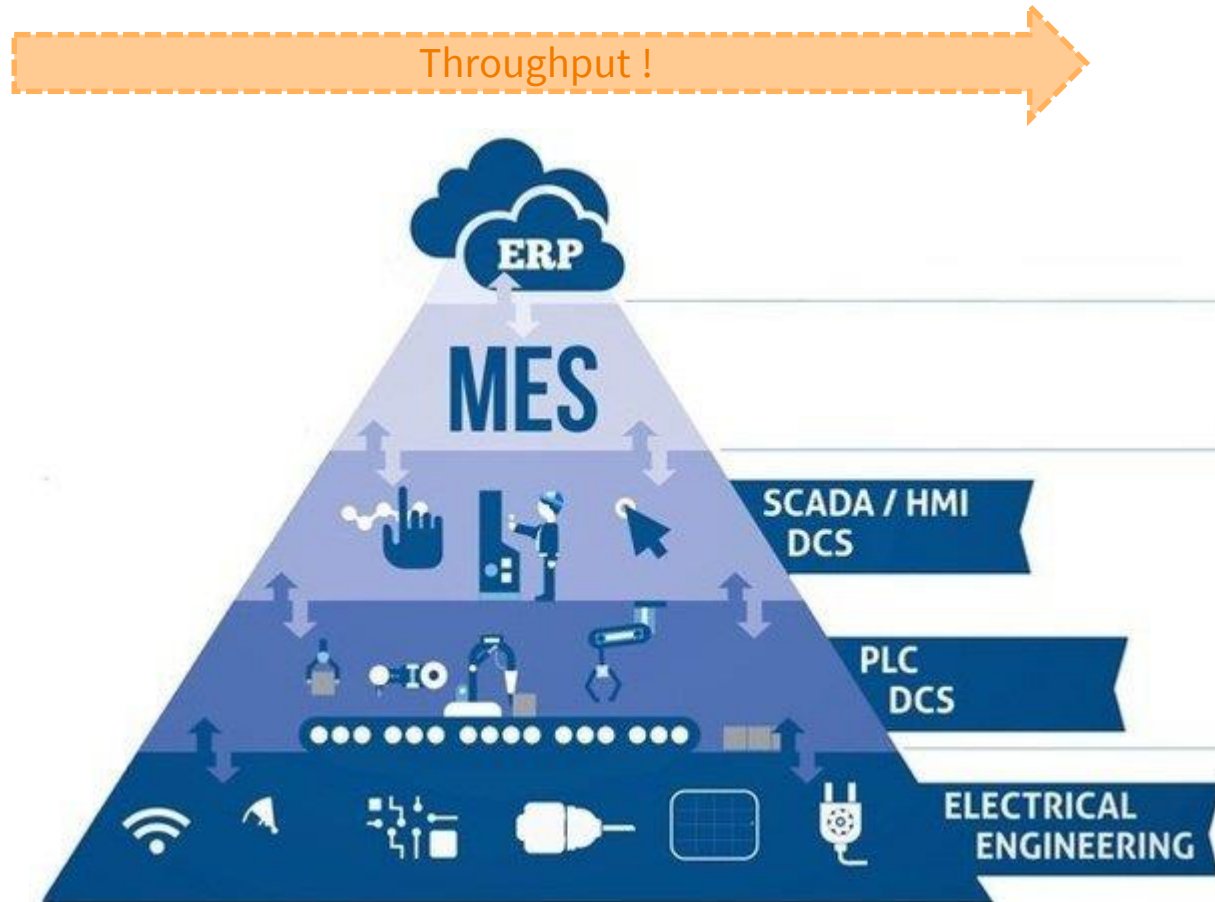 Throughput !
ERP
MES
SCADA / HMI
DCS
PLC
DCS
ELECTRICAL
ENGINEERING